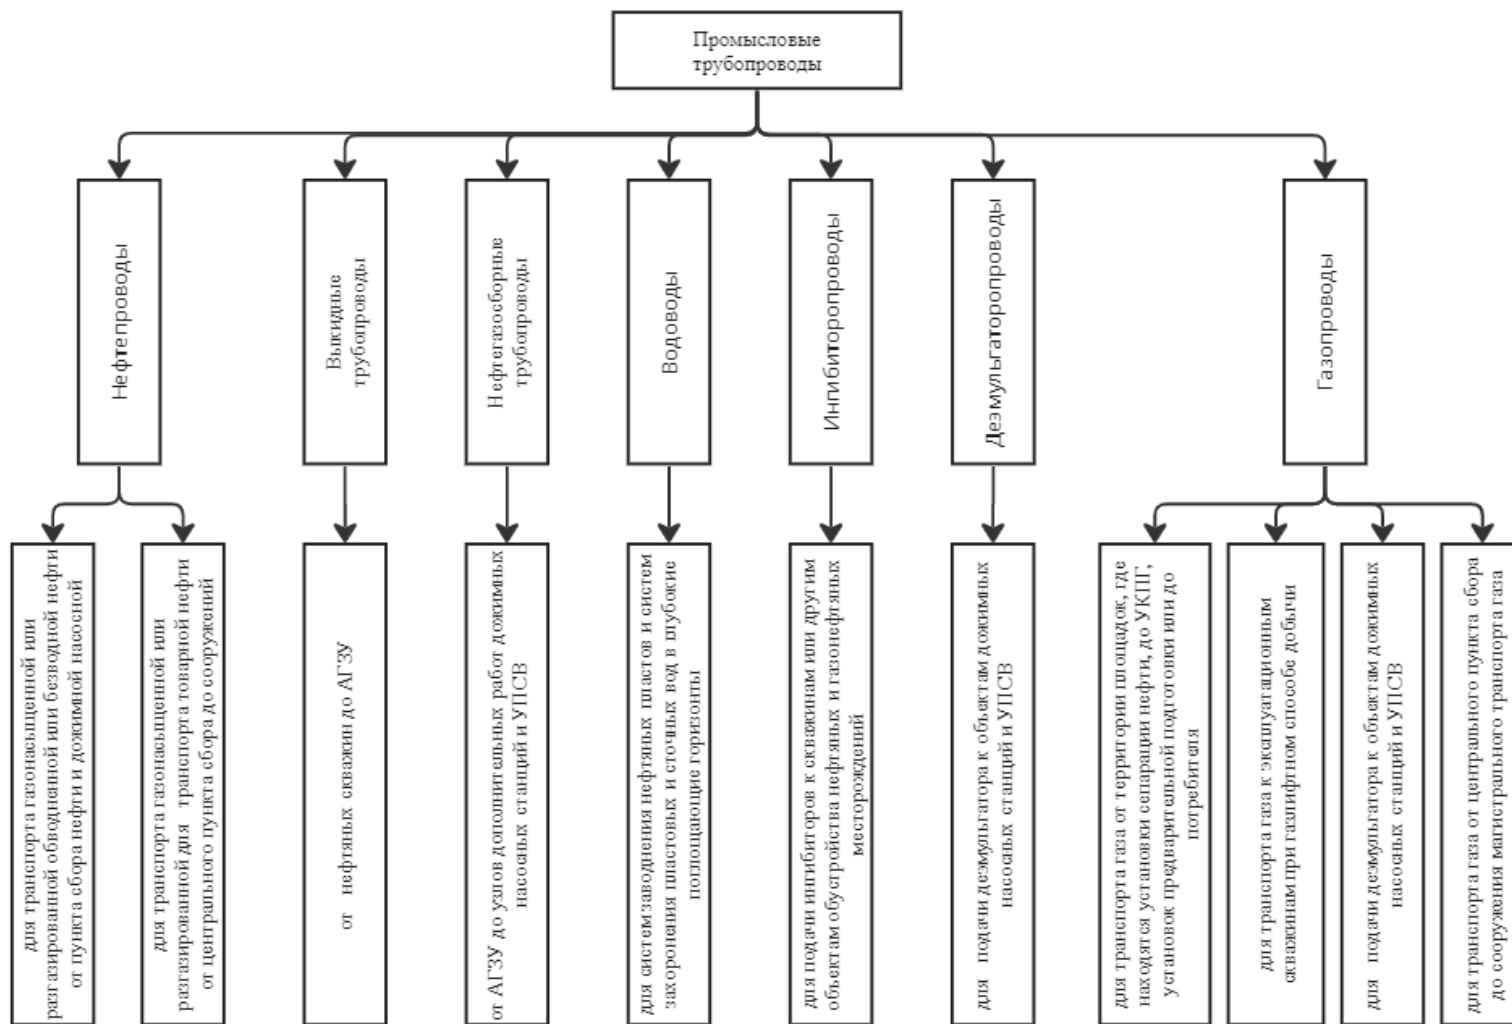 Промысловые
трубопроводы
Нефтепроводы
Выкидные
трубопроводы
Нефтегазосборные
трубопроводы
Водоводы
Ингибиторопроводы
Деэмульгаторопроводы
Газопроводы
для транспорта газонасыщенной или
разгазированной обводненной или безводной нефти
от пункта сбора нефти и дожимной насосной
для транспорта газонасыщенной или
разгазированной для транспорта товарной нефти
от центрального пункта сбора до сооружений
от нефтяных скважин до АГЗУ
от АГЗУ до узлов дополнительных работ дожимных
насосных станций и УПСВ
для систем заводнения нефтяных пластов и систем
захоронения пластовых и сточных вод в глубокие
поглощающие горизонты
для подачи ингибиторов к скважинам или другим
объектам обустройства нефтяных и газонефтяных
месторождений
для подачи деэмульгатора к объектам дожимных
насосных станций и УПСВ
для транспорта газа от территории площадок, где
находятся установки сепарации нефти, до УКПГ,
установок предварительной подготовки или до
потребителя
для транспорта газа к эксплуатационным
скважинам при газлифтном способе добычи
для подачи деэмульгатора к объектам дожимных
насосных станций и УПСВ
для транспорта газа от центрального пункта сбора
до сооружения магистрального транспорта газа